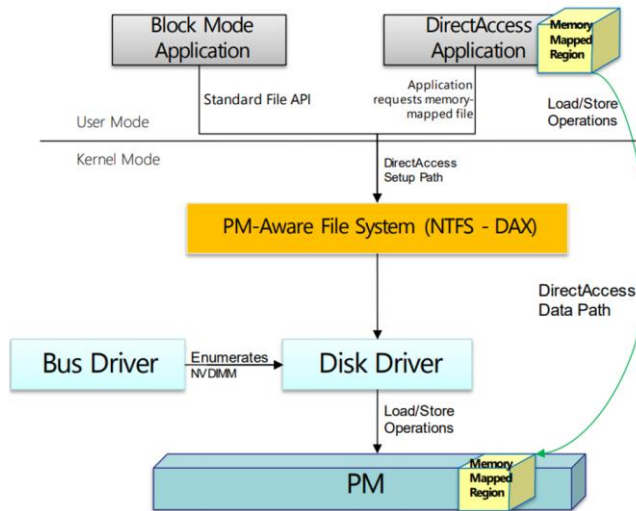 Block Mode
Application
DirectAccess
Application
Memory
Mapped
Region
Standard File API
Application
requests memory-
mapped file
Load/Store
Operations
User Mode
Kernel Mode
DirectAccess
Setup Path
PM-Aware File System (NTFS - DAX)
DirectAccess
Data Path
Bus Driver
Enumerates
NVDIMM
Disk Driver
Load/Store
Operations
PM
Memory
Mapped
Region